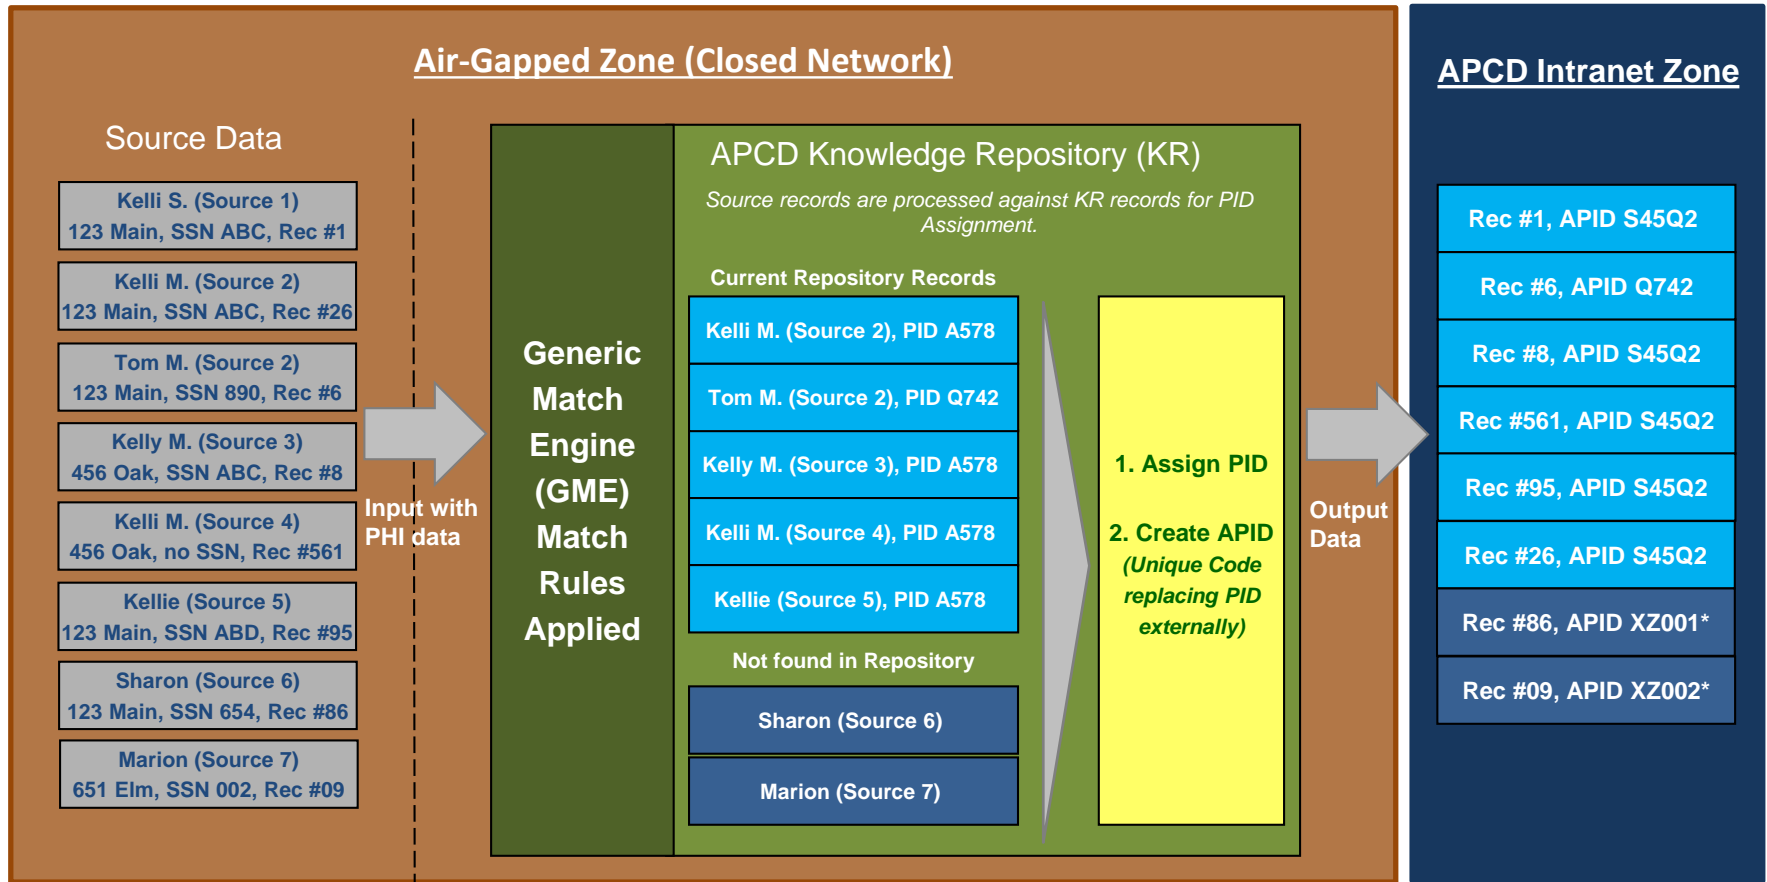 Air-Gapped Zone (Closed Network)
Source Data
Kelli S. (Source 1)
123 Main, SSN ABC, Rec #1
Kelli M. (Source 2)
123 Main, SSN ABC, Rec #26
Tom M. (Source 2)
123 Main, SSN 890, Rec #6
Kelly M. (Source 3)
456 Oak, SSN ABC, Rec #8
Kelli M. (Source 4)
456 Oak, no SSN, Rec #561
Kellie (Source 5)
123 Main, SSN ABD, Rec #95
Sharon (Source 6)
123 Main, SSN 654, Rec #86
Marion (Source 7)
651 Elm, SSN 002, Rec #09
Input with
PHI data
Generic
Match
Engine
(GME)
Match
Rules
Applied
APCD Knowledge Repository (KR)
Source records are processed against KR records for PID
Assignment.
Current Repository Records
Kelli M. (Source 2), PID A578
Tom M. (Source 2), PID Q742
Kelly M. (Source 3), PID A578
Kelli M. (Source 4), PID A578
Kellie (Source 5), PID A578
Not found in Repository
Sharon (Source 6)
Marion (Source 7)
1. Assign PID
2. Create APID
(Unique Code
replacing PID
externally)
Output
Data
APCD Intranet Zone
Rec #1, APID S45Q2
Rec #6, APID Q742
Rec #8, APID S45Q2
Rec #561, APID S45Q2
Rec #95, APID S45Q2
Rec #26, APID S45Q2
Rec #86, APID XZ001*
Rec #09, APID XZ002*